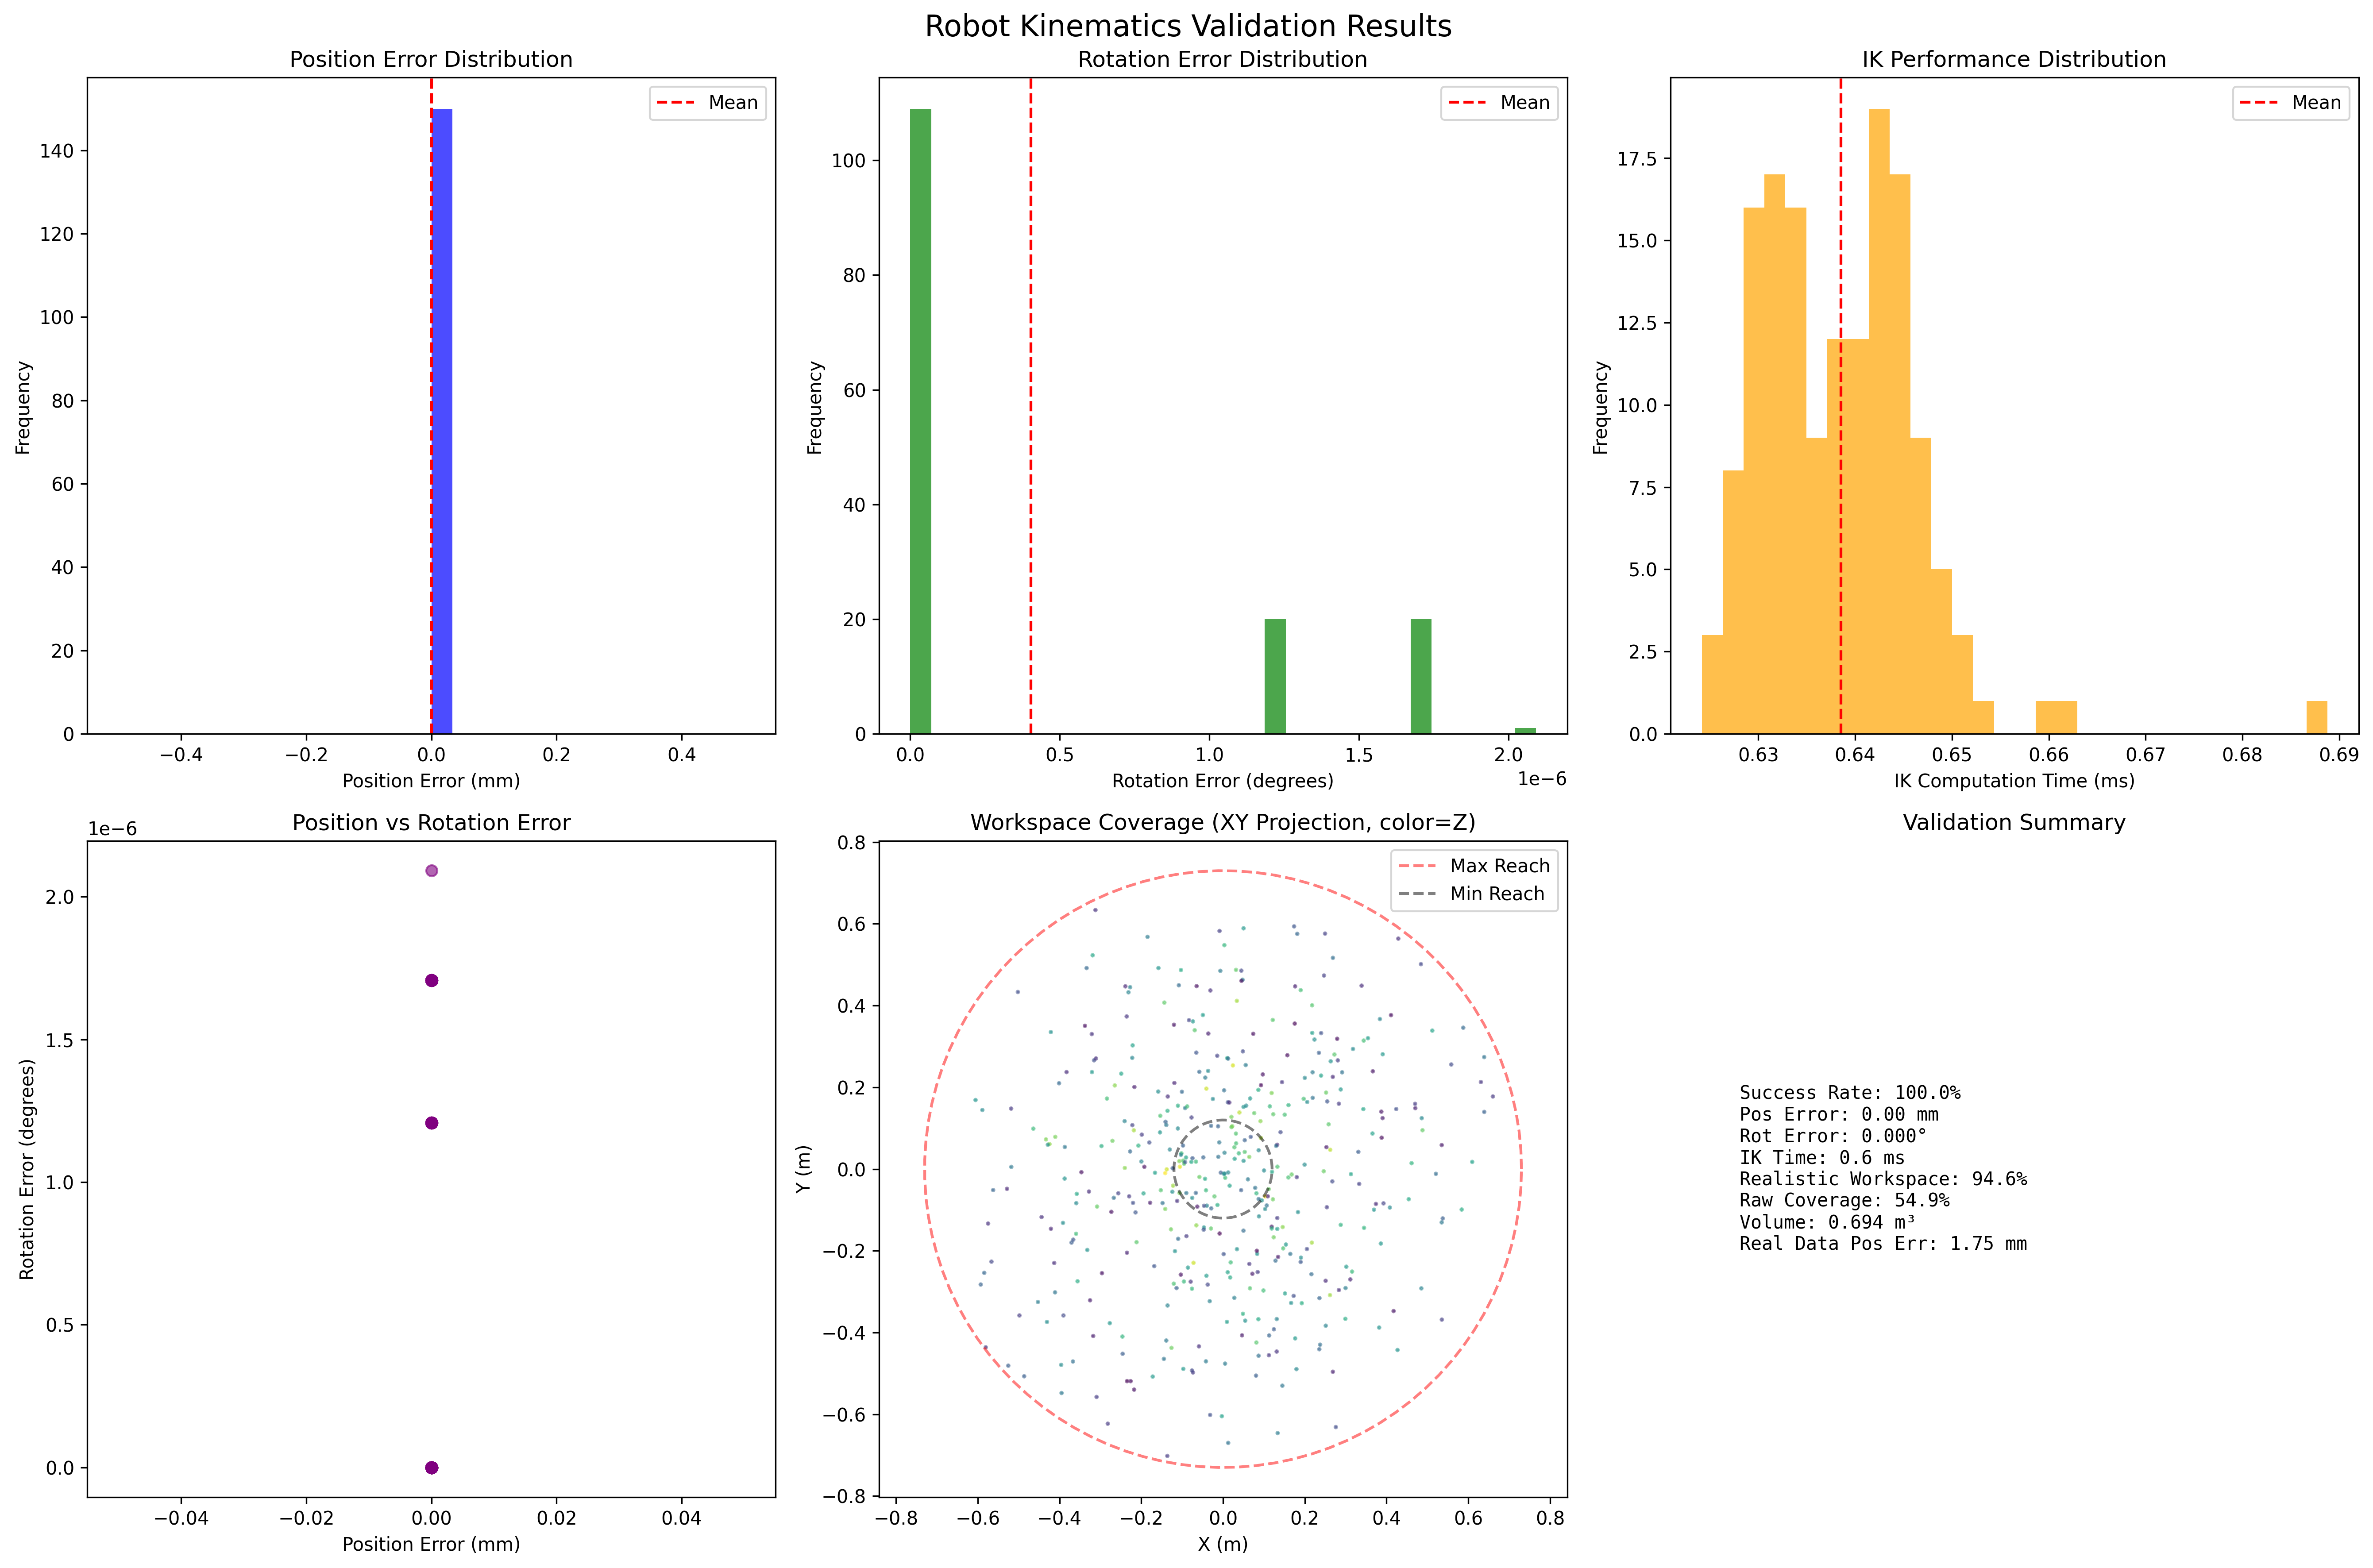 Robot Kinematics Validation Results
Position Error Distribution
Mean
Frequency
140
120
100
80
60
40
20
0
−0.4 −0.2 0.0 0.2 0.4
Position Error (mm)
Rotation Error Distribution
Mean
Frequency
100
80
60
40
20
0
0.0 0.5 1.0 1.5 2.0
Rotation Error (degrees)
1e−6
IK Performance Distribution
Mean
Frequency
17.5
15.0
12.5
10.0
7.5
5.0
2.5
0.0
0.63 0.64 0.65 0.66 0.67 0.68 0.69
IK Computation Time (ms)
Position vs Rotation Error
1e−6
Rotation Error (degrees)
2.0
1.5
1.0
0.5
0.0
−0.04 −0.02 0.00 0.02 0.04
Position Error (mm)
Workspace Coverage (XY Projection, color=Z)
Max Reach
Min Reach
Y (m)
0.8
0.6
0.4
0.2
0.0
−0.2
−0.4
−0.6
−0.8
−0.8 −0.6 −0.4 −0.2 0.0 0.2 0.4 0.6 0.8
X (m)
Validation Summary
Success Rate: 100.0%
Pos Error: 0.00 mm
Rot Error: 0.000°
IK Time: 0.6 ms
Realistic Workspace: 94.6%
Raw Coverage: 54.9%
Volume: 0.694 m³
Real Data Pos Err: 1.75 mm